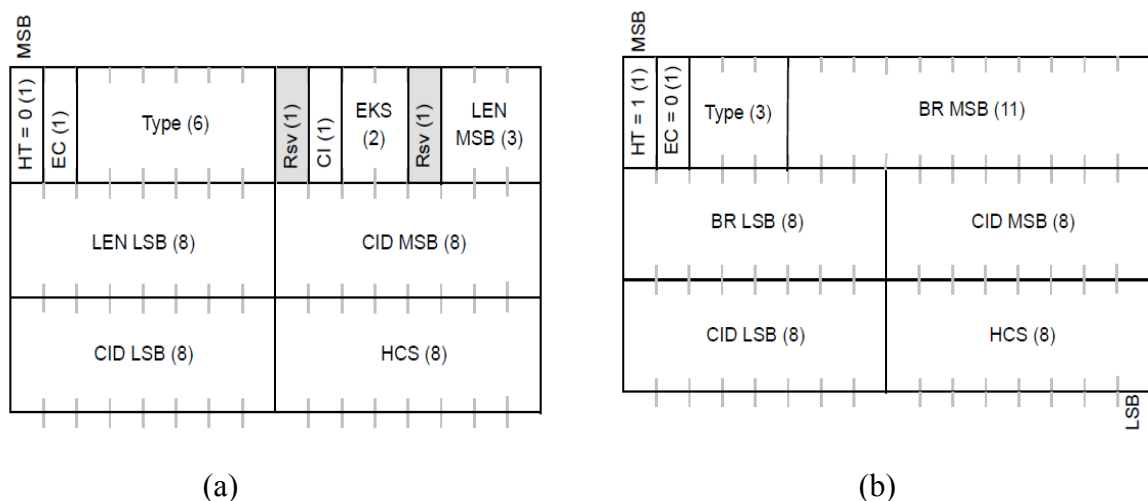 MSB
HT = 0 (1)
EC (1)
Type (6)
Rsv (1)
CI (1)
EKS
(2)
Rsv (1)
LEN
MSB (3)
LEN LSB (8)
CID MSB (8)
CID LSB (8)
HCS (8)
(a)
MSB
HT = 1 (1)
EC = 0 (1)
Type (3)
BR MSB (11)
BR LSB (8)
CID MSB (8)
CID LSB (8)
HCS (8)
LSB
(b)